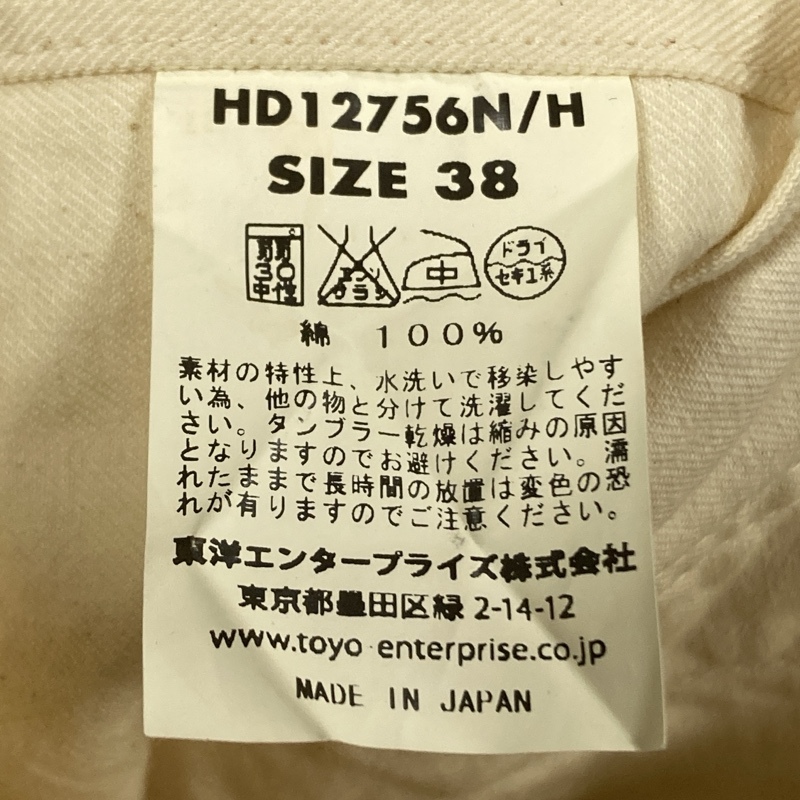 HD12756N/H
SIZE 38
弱
30
中性
エンソ
サラシ
中
ドライ
セキユ系
綿 100%
素材の特性上、水洗いで移染しやす
い為、他の物と分けて洗濯してくだ
さい。タンブラー乾燥は縮みの原因
となりますのでお避けください。濡
れたままで長時間の放置は変色の恐
れが有りますのでご注意ください。
東洋エンタープライズ株式会社
東京都墨田区緑 2-14-12
www.toyo-enterprise.co.jp
MADE IN JAPAN